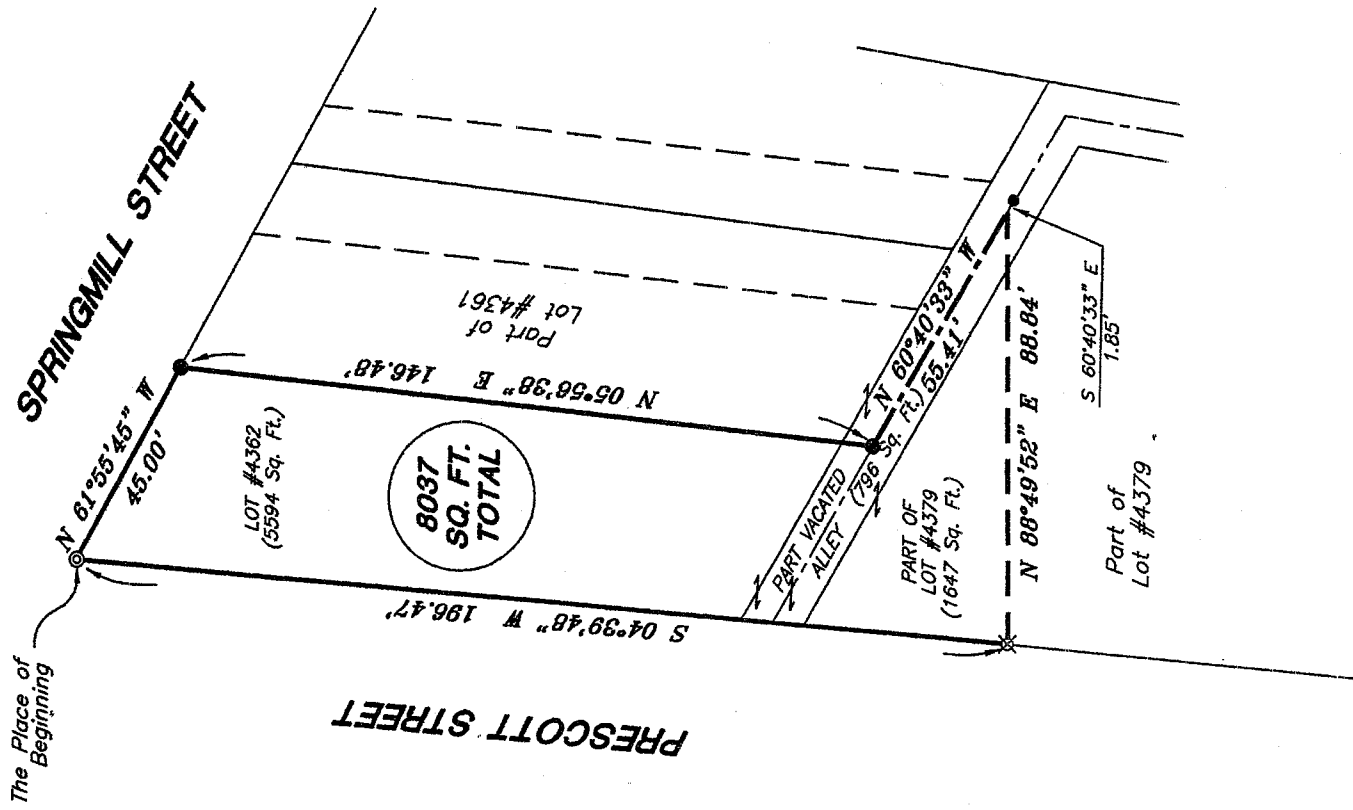 SPRINGMILL STREET
The Place of
Beginning
N 61°55'45" W
45.00'
LOT #4362
(5594 Sq. Ft.)
8037
SQ. FT.
TOTAL
N 05°56'38" E 146.48'
Part of
Lot #4361
S 04°39'48" W 196.47'
PRESCOTT STREET
PART VACATED
ALLEY (796 Sq. Ft.)
N 60°40'33" W
55.41'
PART OF
LOT #4379
(1647 Sq. Ft.)
N 88°49'52" E 88.84'
S 60°40'33" E
1.85'
Part of
Lot #4379